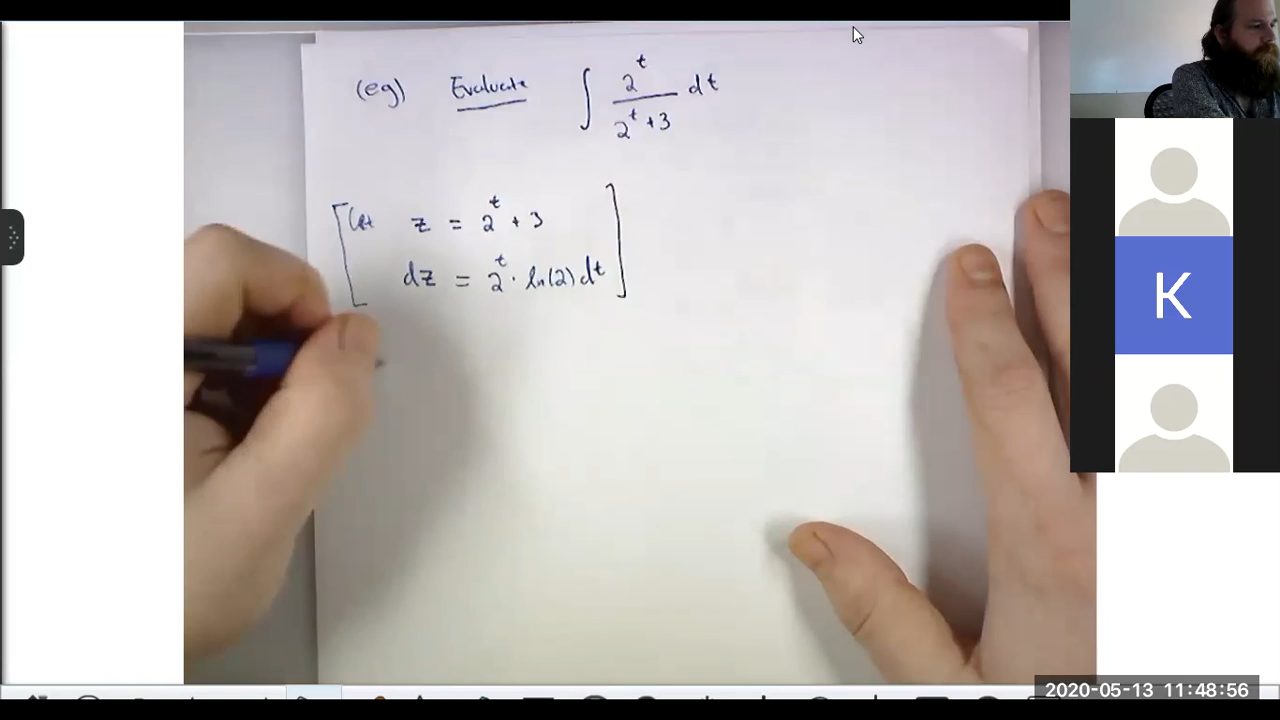 (eg) Evaluate ∫ 2^t / (2^t + 3) dt
[Let z = 2^t + 3
dz = 2^t · ln(2) dt]
K
2020-05-13 11:48:56